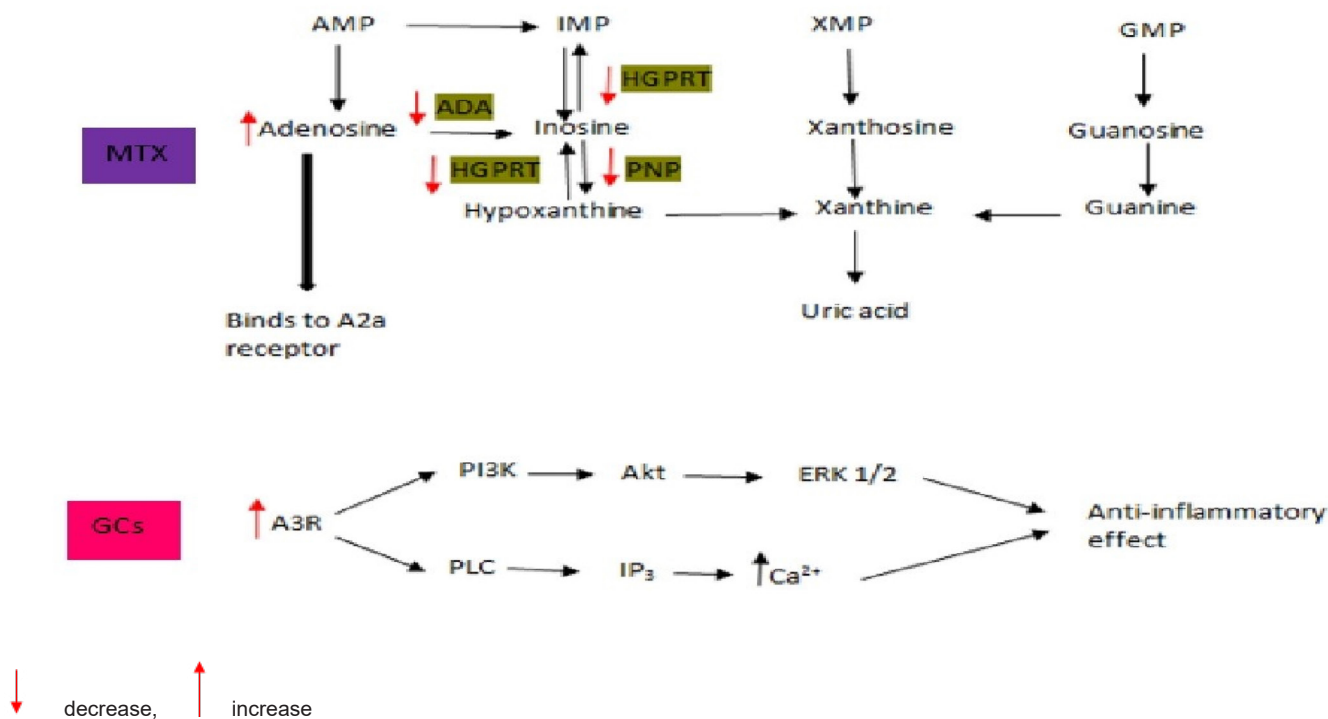 AMP IMP XMP GMP
HGPRT
ADA
Adenosine Inosine Xanthosine Guanosine
MTX
HGPRT PNP
Hypoxanthine Xanthine Guanine
Binds to A2a
receptor
Uric acid
PI3K Akt ERK 1/2
GCs
A3R
Anti-inflammatory
effect
PLC IP₃ Ca²⁺
decrease, increase